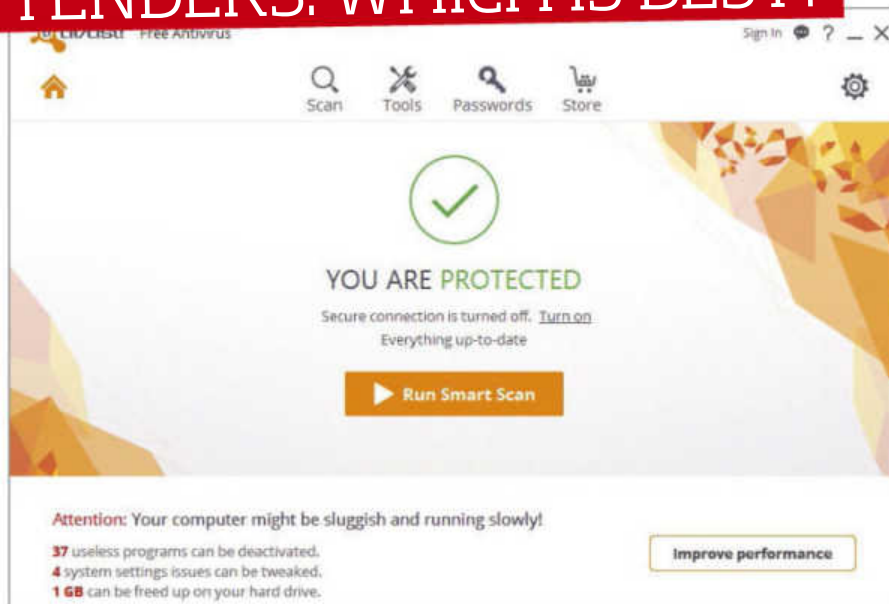 WHICH AS BEST?
Free Antivirus
Sign In ? _ X
Scan Tools Passwords Store
YOU ARE PROTECTED
Secure connection is turned off. Turn on
Everything up-to-date
Run Smart Scan
Attention: Your computer might be sluggish and running slowly!
37 useless programs can be deactivated.
Improve performance
4 system settings issues can be tweaked.
1 GB can be freed up on your hard drive.